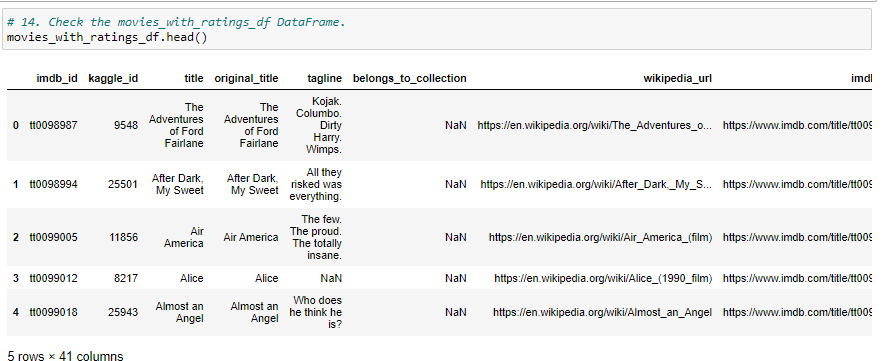 # 14. Check the movies_with_ratings_df DataFrame.
movies_with_ratings_df.head()
imdb_id kaggle_id title original_title tagline belongs_to_collection wikipedia_url imdl
0 tt0098987 9548 The Adventures of Ford Fairlane The Adventures of Ford Fairlane Kojak. Columbo. Dirty Harry. Wimps. NaN https://en.wikipedia.org/wiki/The_Adventures_o... https://www.imdb.com/title/tt009
1 tt0098994 25501 After Dark, My Sweet After Dark, My Sweet All they risked was everything. NaN https://en.wikipedia.org/wiki/After_Dark,_My_S... https://www.imdb.com/title/tt009
2 tt0099005 11856 Air America Air America The few. The proud. The totally insane. NaN https://en.wikipedia.org/wiki/Air_America_(film) https://www.imdb.com/title/tt009
3 tt0099012 8217 Alice Alice NaN NaN https://en.wikipedia.org/wiki/Alice_(1990_film) https://www.imdb.com/title/tt009
4 tt0099018 25943 Almost an Angel Almost an Angel Who does he think he is? NaN https://en.wikipedia.org/wiki/Almost_an_Angel https://www.imdb.com/title/tt009
5 rows × 41 columns